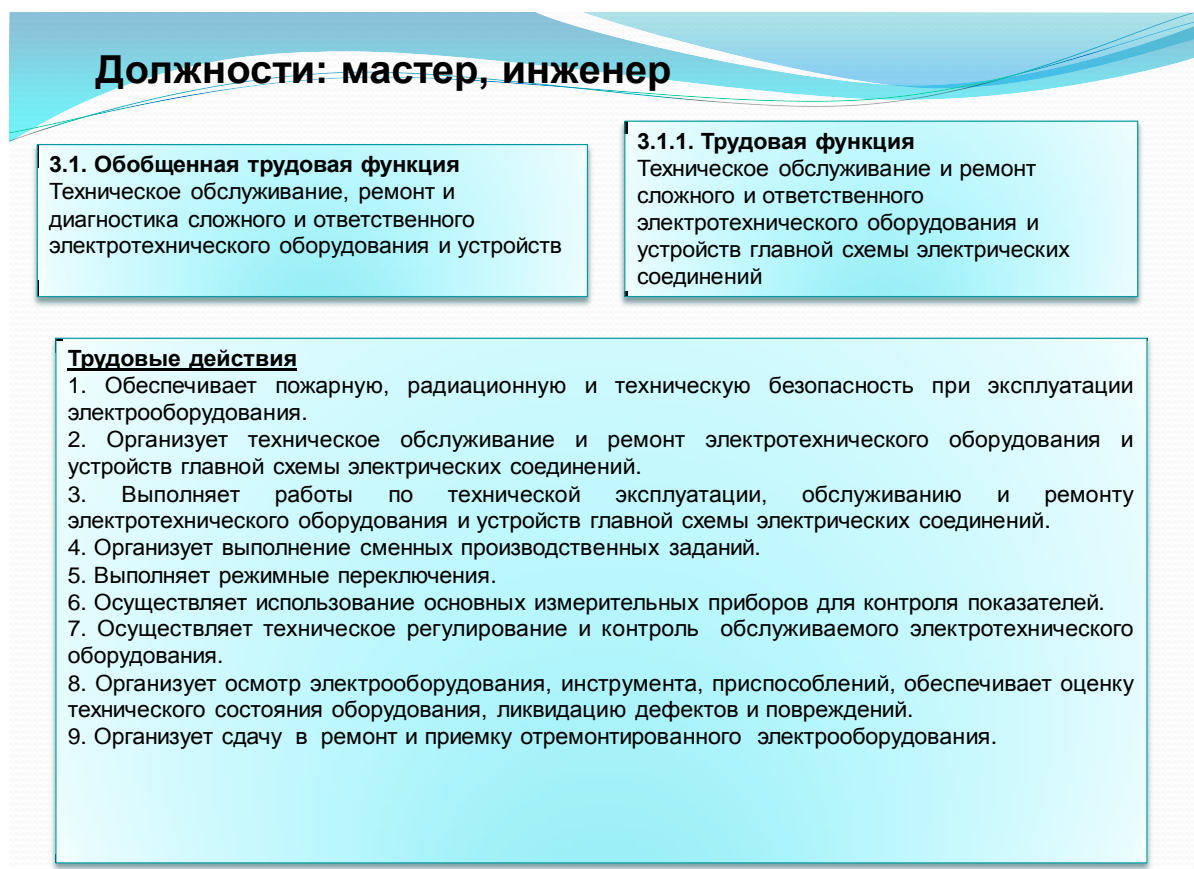 Должности: мастер, инженер
3.1. Обобщенная трудовая функция
Техническое обслуживание, ремонт и
диагностика сложного и ответственного
электротехнического оборудования и устройств
3.1.1. Трудовая функция
Техническое обслуживание и ремонт
сложного и ответственного
электротехнического оборудования и
устройств главной схемы электрических
соединений
Трудовые действия
1. Обеспечивает пожарную, радиационную и техническую безопасность при эксплуатации
электрооборудования.
2. Организует техническое обслуживание и ремонт электротехнического оборудования и
устройств главной схемы электрических соединений.
3. Выполняет работы по технической эксплуатации, обслуживанию и ремонту
электротехнического оборудования и устройств главной схемы электрических соединений.
4. Организует выполнение сменных производственных заданий.
5. Выполняет режимные переключения.
6. Осуществляет использование основных измерительных приборов для контроля показателей.
7. Осуществляет техническое регулирование и контроль обслуживаемого электротехнического
оборудования.
8. Организует осмотр электрооборудования, инструмента, приспособлений, обеспечивает оценку
технического состояния оборудования, ликвидацию дефектов и повреждений.
9. Организует сдачу в ремонт и приемку отремонтированного электрооборудования.